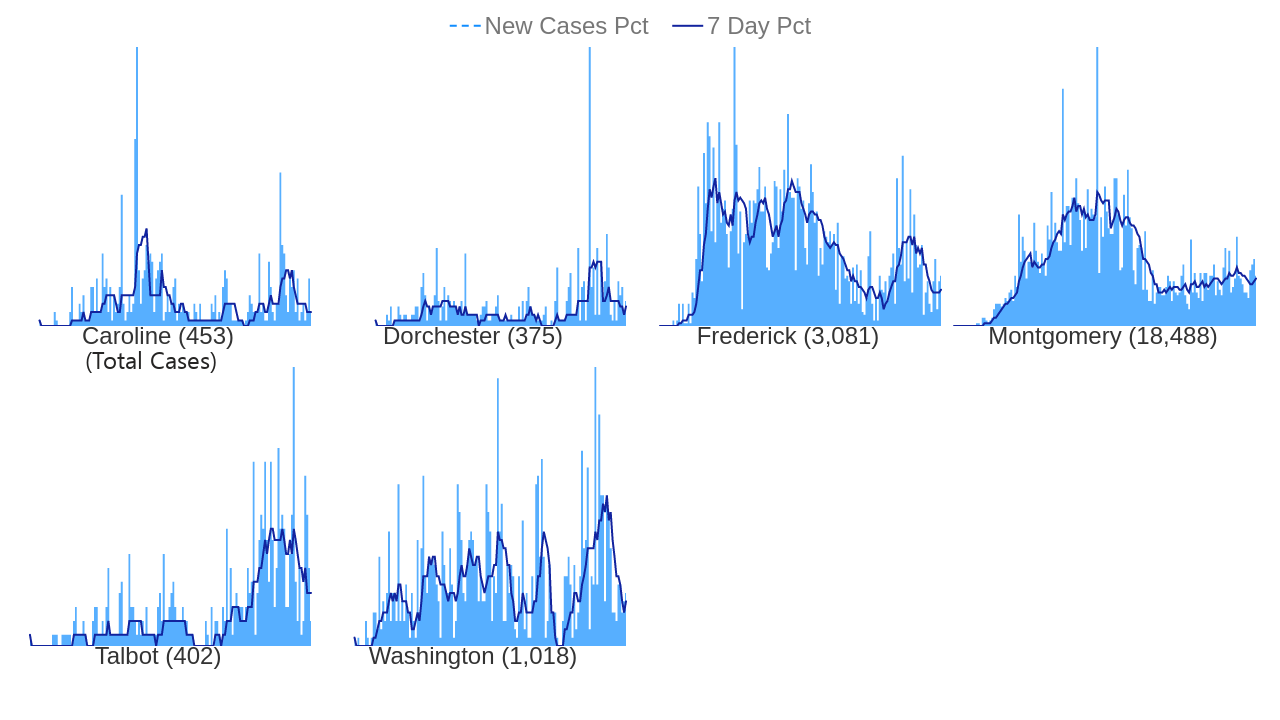 New Cases Pct 7 Day Pct
Caroline (453)
(Total Cases)
Dorchester (375)
Frederick (3,081)
Montgomery (18,488)
Talbot (402)
Washington (1,018)